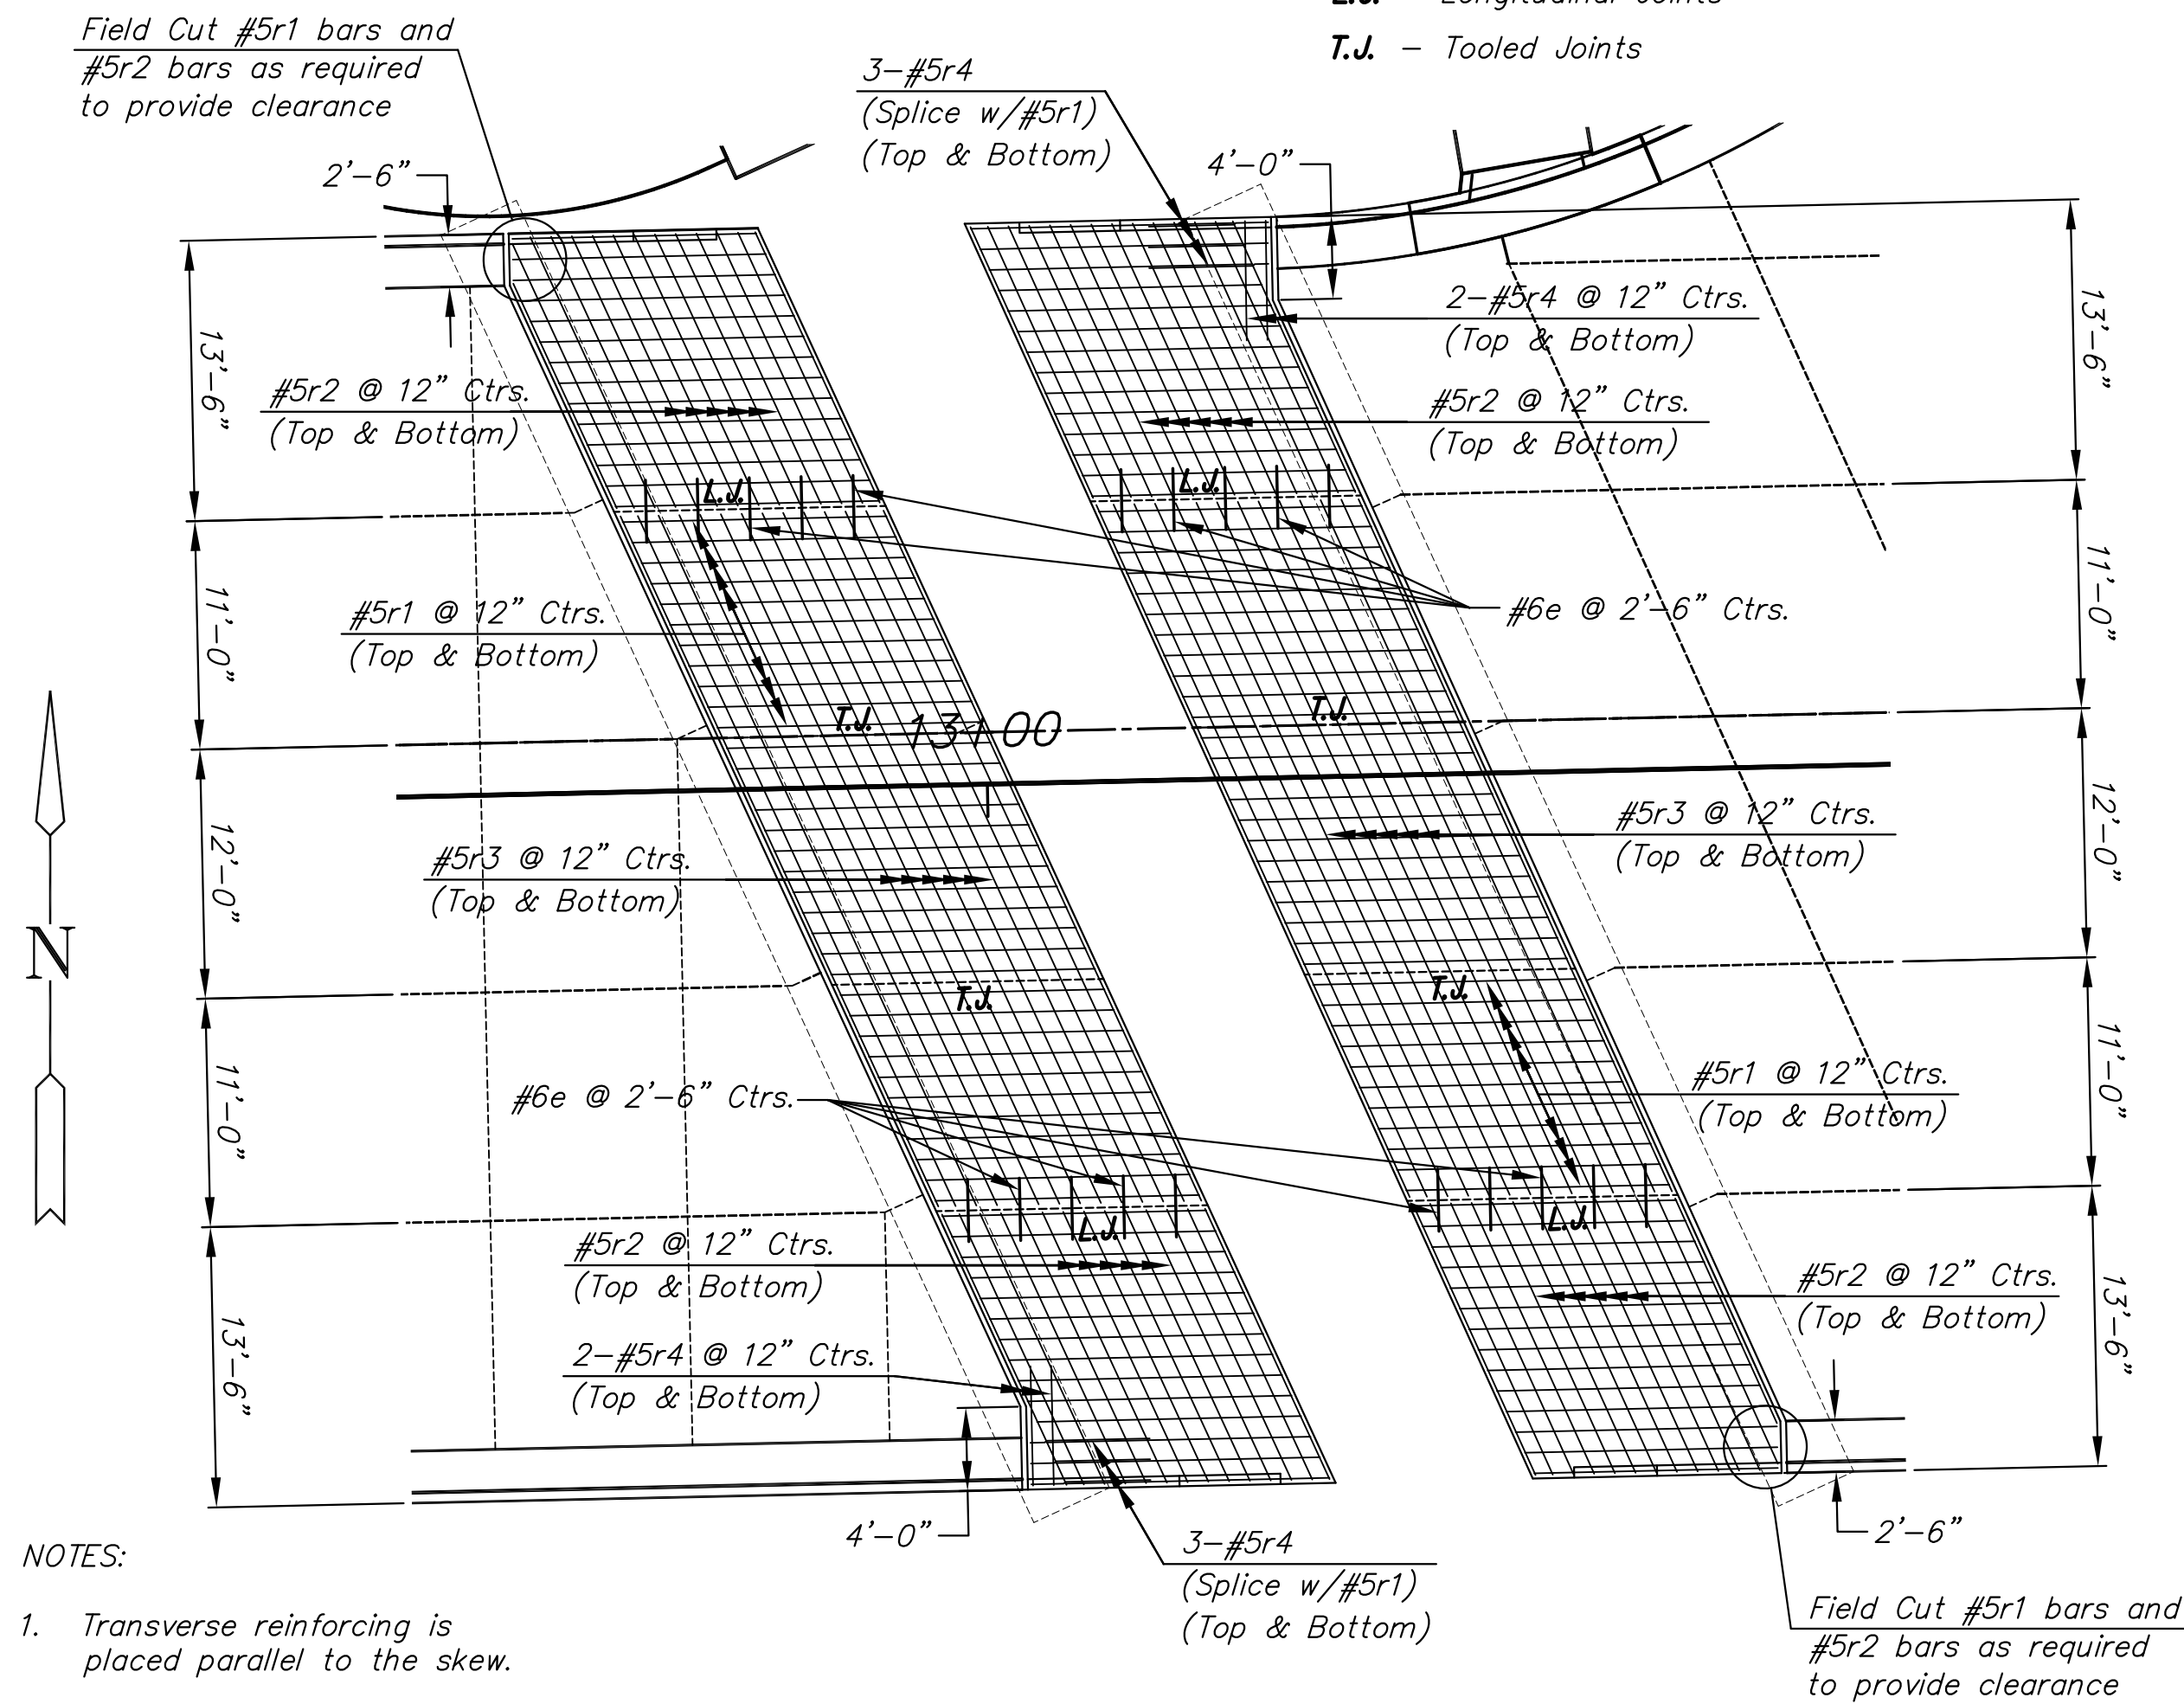 L.J. - Longitudinal Joints
T.J. - Tooled Joints
Field Cut #5r1 bars and
#5r2 bars as required
to provide clearance
3-#5r4
(Splice w/#5r1)
(Top & Bottom)
2'-6"
4'-0"
2-#5r4 @ 12" Ctrs.
(Top & Bottom)
13'-6"
13'-6"
#5r2 @ 12" Ctrs.
(Top & Bottom)
#5r2 @ 12" Ctrs.
(Top & Bottom)
L.J.
L.J.
11'-0"
11'-0"
#5r1 @ 12" Ctrs.
(Top & Bottom)
#6e @ 2'-6" Ctrs.
T.J.
13+00
T.J.
12'-0"
12'-0"
#5r3 @ 12" Ctrs.
(Top & Bottom)
#5r3 @ 12" Ctrs.
(Top & Bottom)
N
T.J.
T.J.
11'-0"
11'-0"
#6e @ 2'-6" Ctrs.
#5r1 @ 12" Ctrs.
(Top & Bottom)
L.J.
L.J.
#5r2 @ 12" Ctrs.
(Top & Bottom)
#5r2 @ 12" Ctrs.
(Top & Bottom)
13'-6"
13'-6"
2-#5r4 @ 12" Ctrs.
(Top & Bottom)
4'-0"
2'-6"
3-#5r4
(Splice w/#5r1)
(Top & Bottom)
Field Cut #5r1 bars and
#5r2 bars as required
to provide clearance
NOTES:
1. Transverse reinforcing is
placed parallel to the skew.